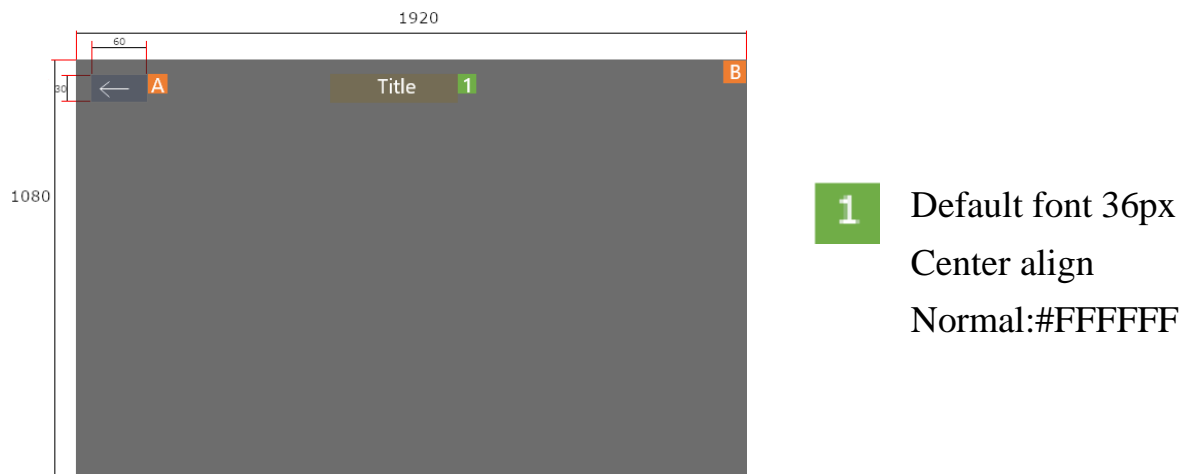 1920
60
30
A
Title
1
B
1080
1
Default font 36px
Center align
Normal:#FFFFFF